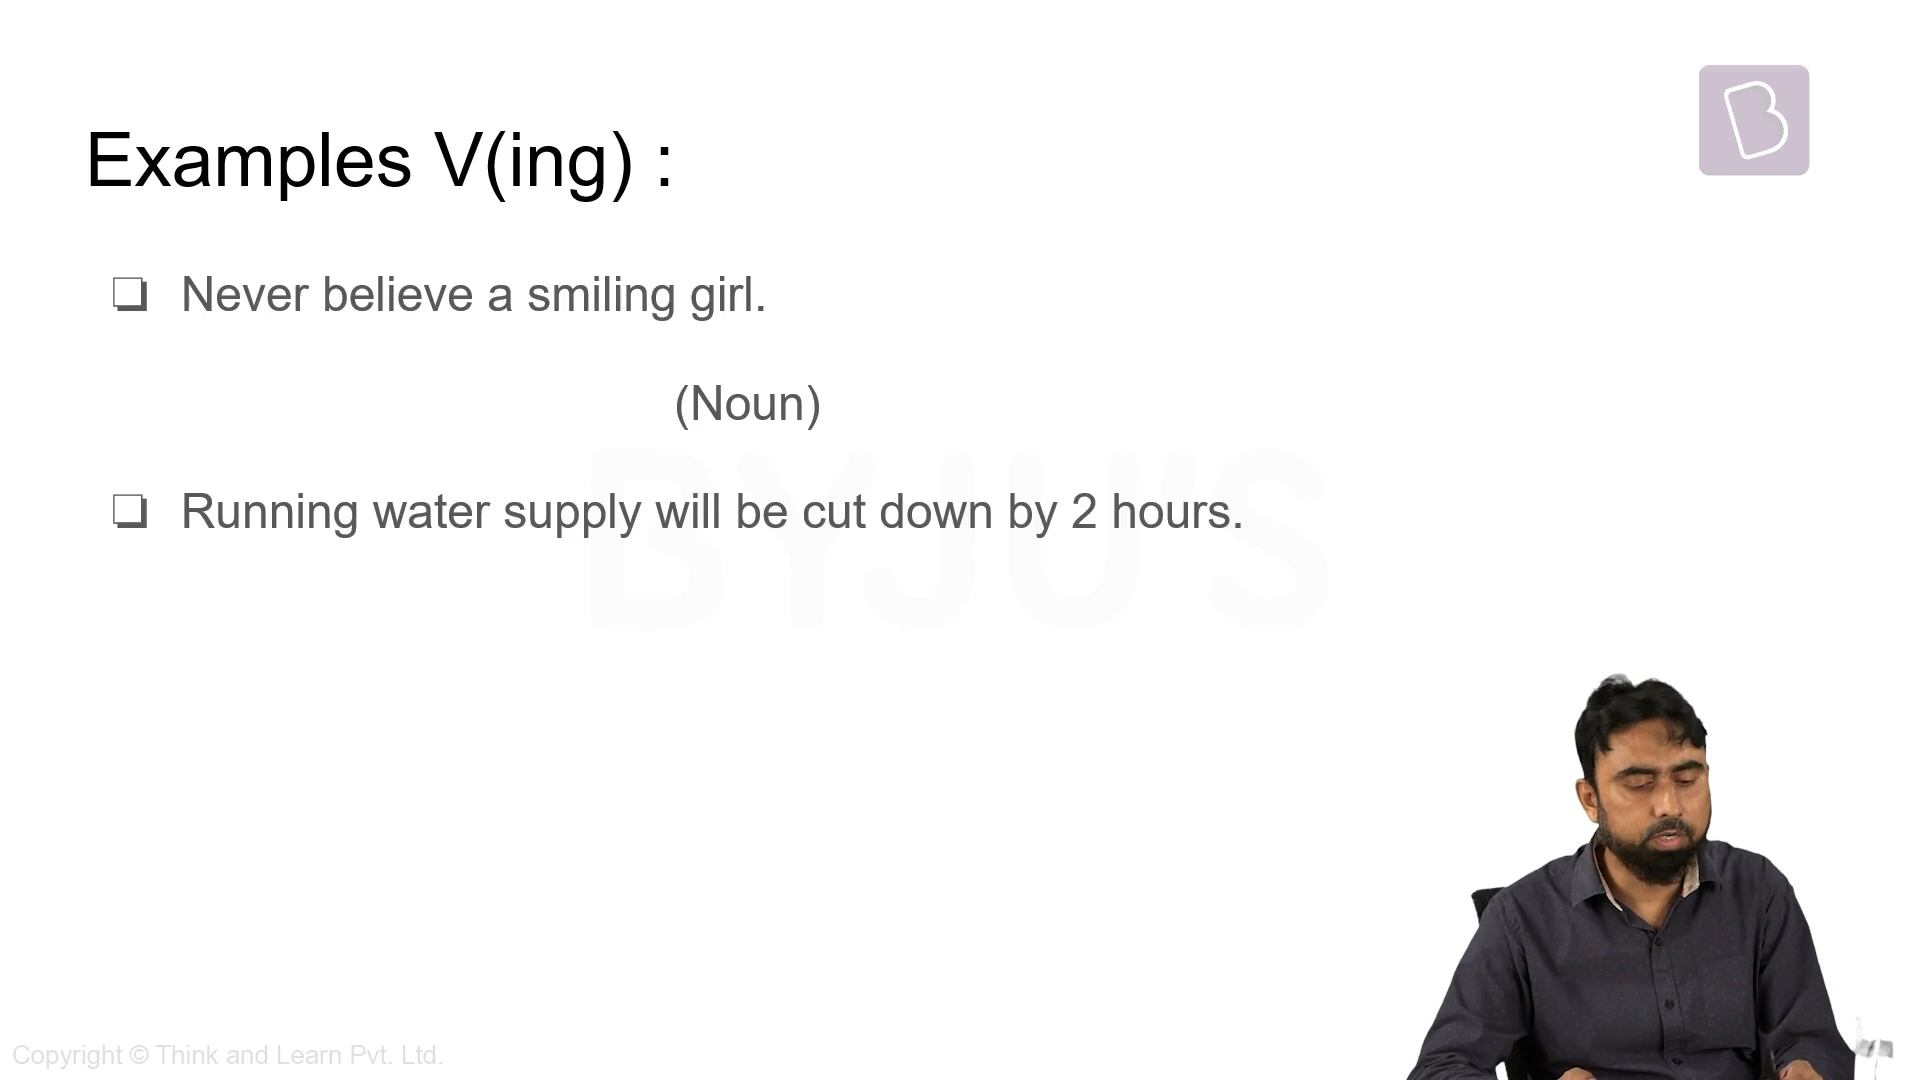 Examples V(ing) :
❏ Never believe a smiling girl.
(Noun)
❏ Running water supply will be cut down by 2 hours.
BYJU'S
Copyright © Think and Learn Pvt. Ltd.